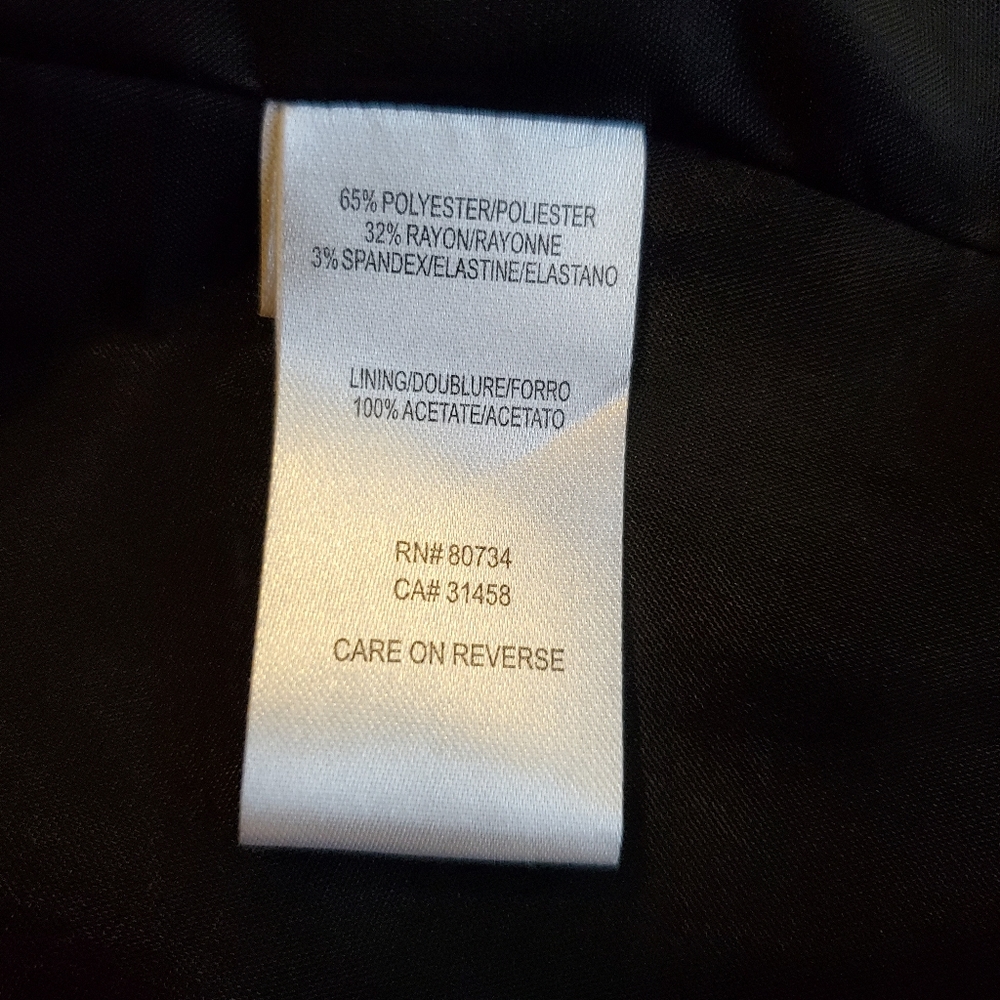 65% POLYESTER/POLIESTER
32% RAYON/RAYONNE
3% SPANDEX/ELASTINE/ELASTANO
LINING/DOUBLURE/FORRO
100% ACETATE/ACETATO
RN# 80734
CA# 31458
CARE ON REVERSE